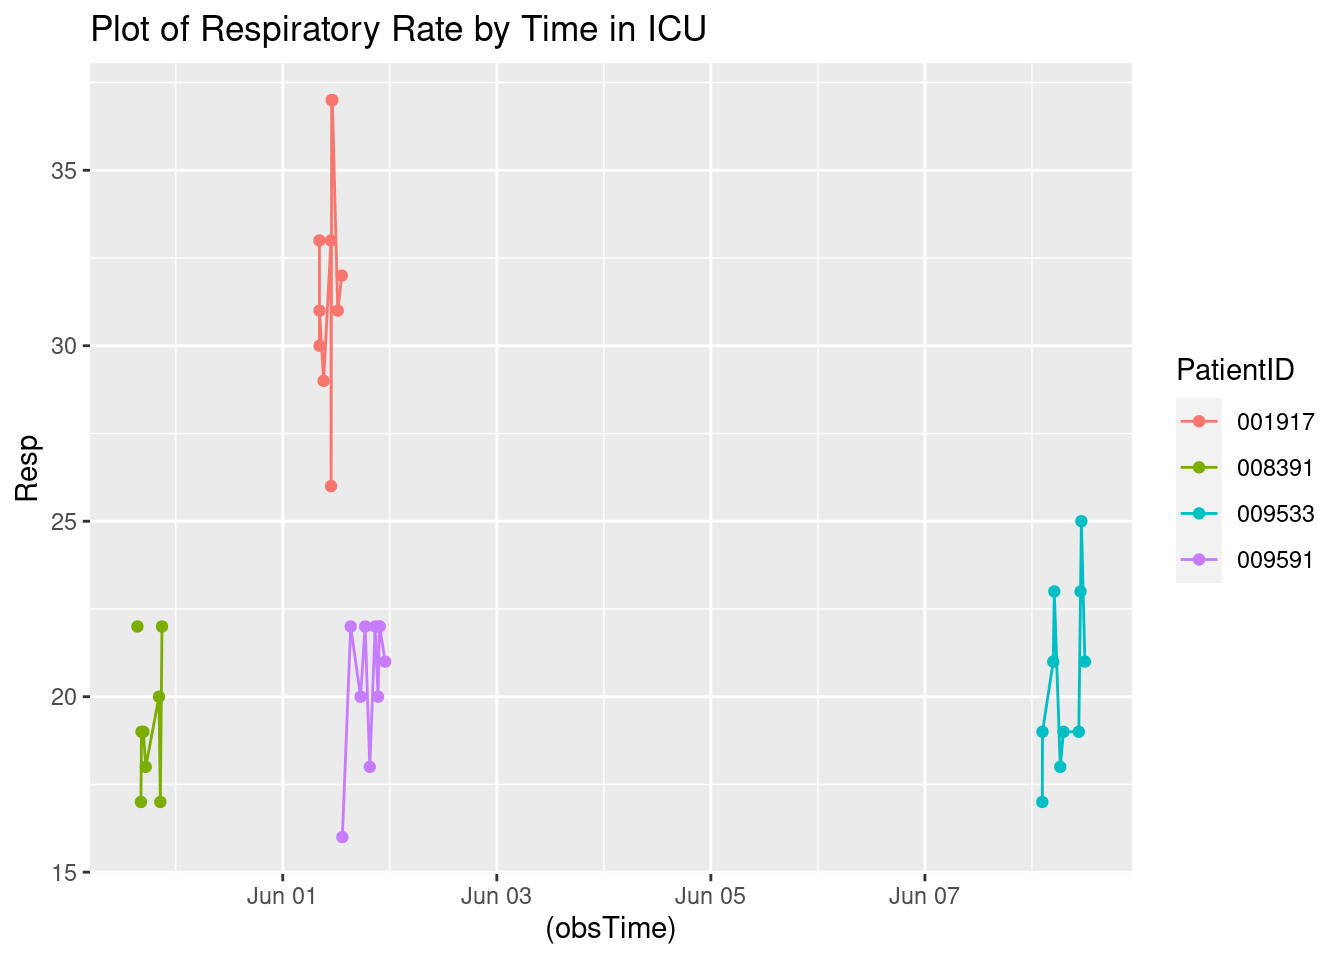 Plot of Respiratory Rate by Time in ICU
Resp
35
30
25
20
15
Jun 01
Jun 03
Jun 05
Jun 07
(obsTime)
PatientID
001917
008391
009533
009591